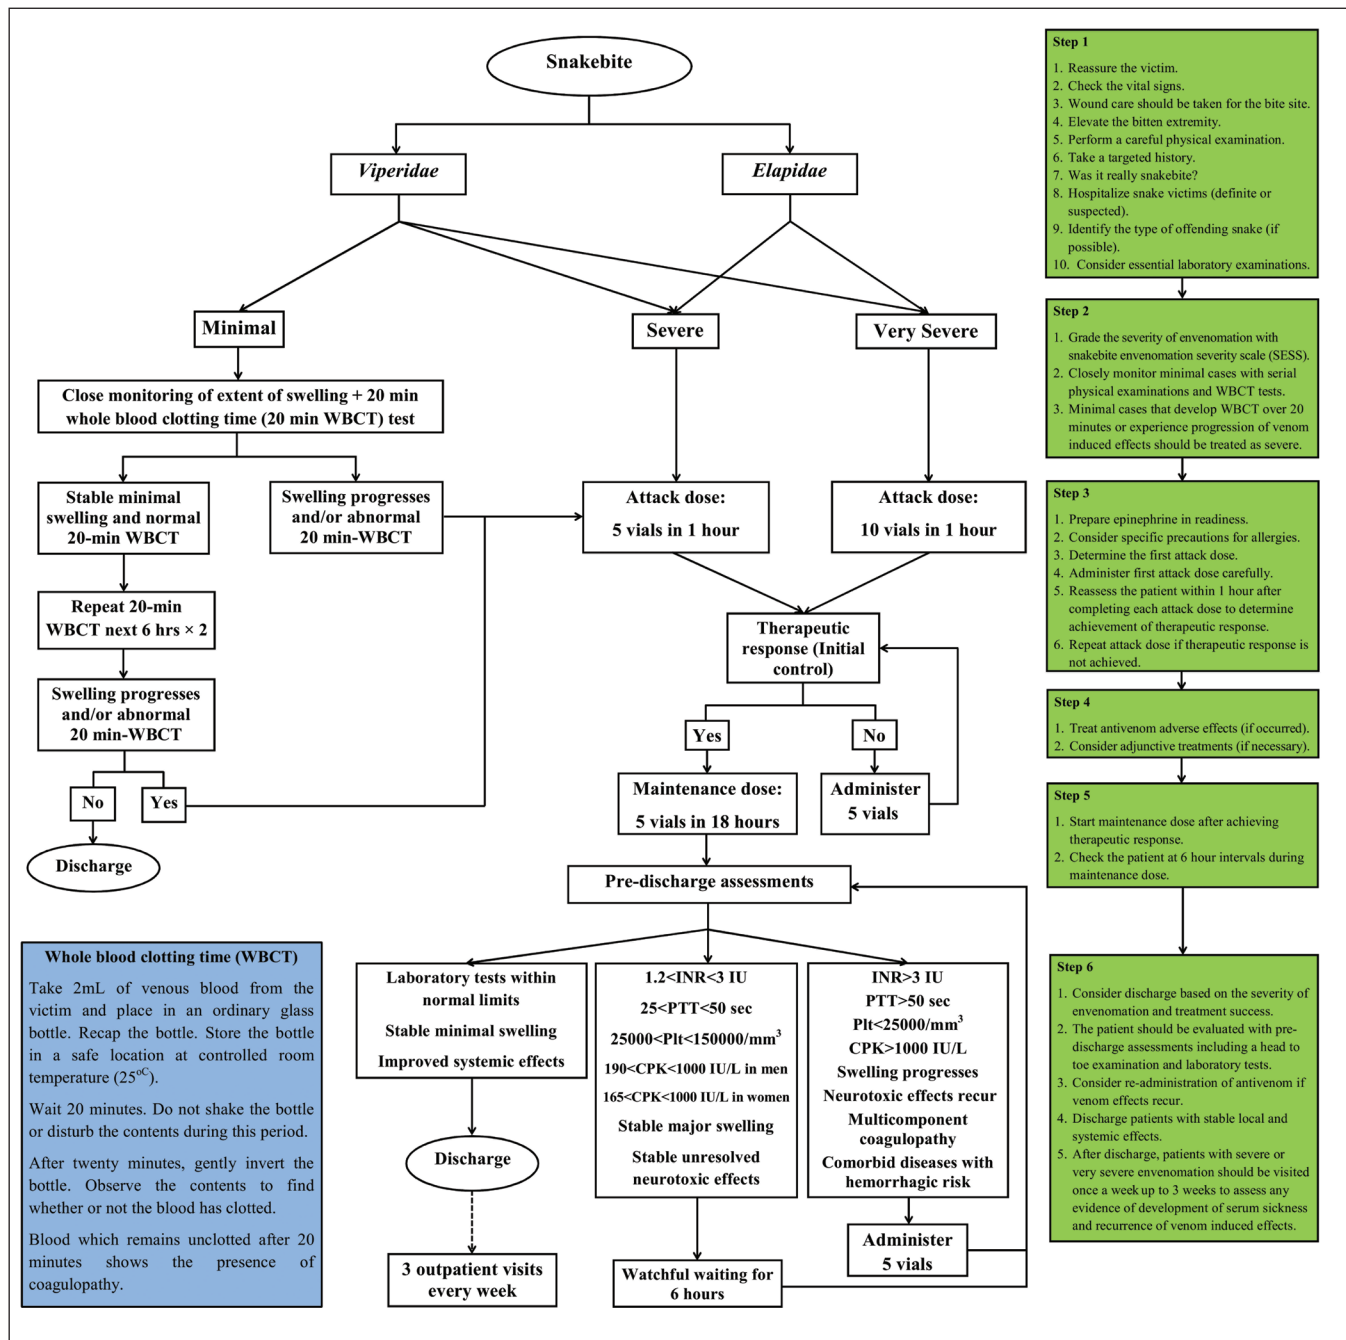 Snakebite
Viperidae
Elapidae
Minimal
Severe
Very Severe
Close monitoring of extent of swelling + 20 min
whole blood clotting time (20 min WBCT) test
Stable minimal
swelling and normal
20-min WBCT
Swelling progresses
and/or abnormal
20 min-WBCT
Attack dose:
5 vials in 1 hour
Attack dose:
10 vials in 1 hour
Repeat 20-min
WBCT next 6 hrs × 2
Therapeutic
response (Initial
control)
Swelling progresses
and/or abnormal
20 min-WBCT
Yes
No
No
Yes
Maintenance dose:
5 vials in 18 hours
Administer
5 vials
Discharge
Pre-discharge assessments
Laboratory tests within
normal limits
Stable minimal swelling
Improved systemic effects
1.2<INR<3 IU
25<PTT<50 sec
25000<Plt<150000/mm³
190<CPK<1000 IU/L in men
165<CPK<1000 IU/L in women
Stable major swelling
Stable unresolved
neurotoxic effects
INR>3 IU
PTT>50 sec
Plt<25000/mm³
CPK>1000 IU/L
Swelling progresses
Neurotoxic effects recur
Multicomponent
coagulopathy
Comorbid diseases with
hemorrhagic risk
Discharge
3 outpatient visits
every week
Watchful waiting for
6 hours
Administer
5 vials
Whole blood clotting time (WBCT)
Take 2mL of venous blood from the
victim and place in an ordinary glass
bottle. Recap the bottle. Store the bottle
in a safe location at controlled room
temperature (25ºC).
Wait 20 minutes. Do not shake the bottle
or disturb the contents during this period.
After twenty minutes, gently invert the
bottle. Observe the contents to find
whether or not the blood has clotted.
Blood which remains unclotted after 20
minutes shows the presence of
coagulopathy.
Step 1
1. Reassure the victim.
2. Check the vital signs.
3. Wound care should be taken for the bite site.
4. Elevate the bitten extremity.
5. Perform a careful physical examination.
6. Take a targeted history.
7. Was it really snakebite?
8. Hospitalize snake victims (definite or
suspected).
9. Identify the type of offending snake (if
possible).
10. Consider essential laboratory examinations.
Step 2
1. Grade the severity of envenomation with
snakebite envenomation severity scale (SESS).
2. Closely monitor minimal cases with serial
physical examinations and WBCT tests.
3. Minimal cases that develop WBCT over 20
minutes or experience progression of venom
induced effects should be treated as severe.
Step 3
1. Prepare epinephrine in readiness.
2. Consider specific precautions for allergies.
3. Determine the first attack dose.
4. Administer first attack dose carefully.
5. Reassess the patient within 1 hour after
completing each attack dose to determine
achievement of therapeutic response.
6. Repeat attack dose if therapeutic response is
not achieved.
Step 4
1. Treat antivenom adverse effects (if occurred).
2. Consider adjunctive treatments (if necessary).
Step 5
1. Start maintenance dose after achieving
therapeutic response.
2. Check the patient at 6 hour intervals during
maintenance dose.
Step 6
1. Consider discharge based on the severity of
envenomation and treatment success.
2. The patient should be evaluated with pre-
discharge assessments including a head to
toe examination and laboratory tests.
3. Consider re-administration of antivenom if
venom effects recur.
4. Discharge patients with stable local and
systemic effects.
5. After discharge, patients with severe or
very severe envenomation should be visited
once a week up to 3 weeks to assess any
evidence of development of serum sickness
and recurrence of venom induced effects.